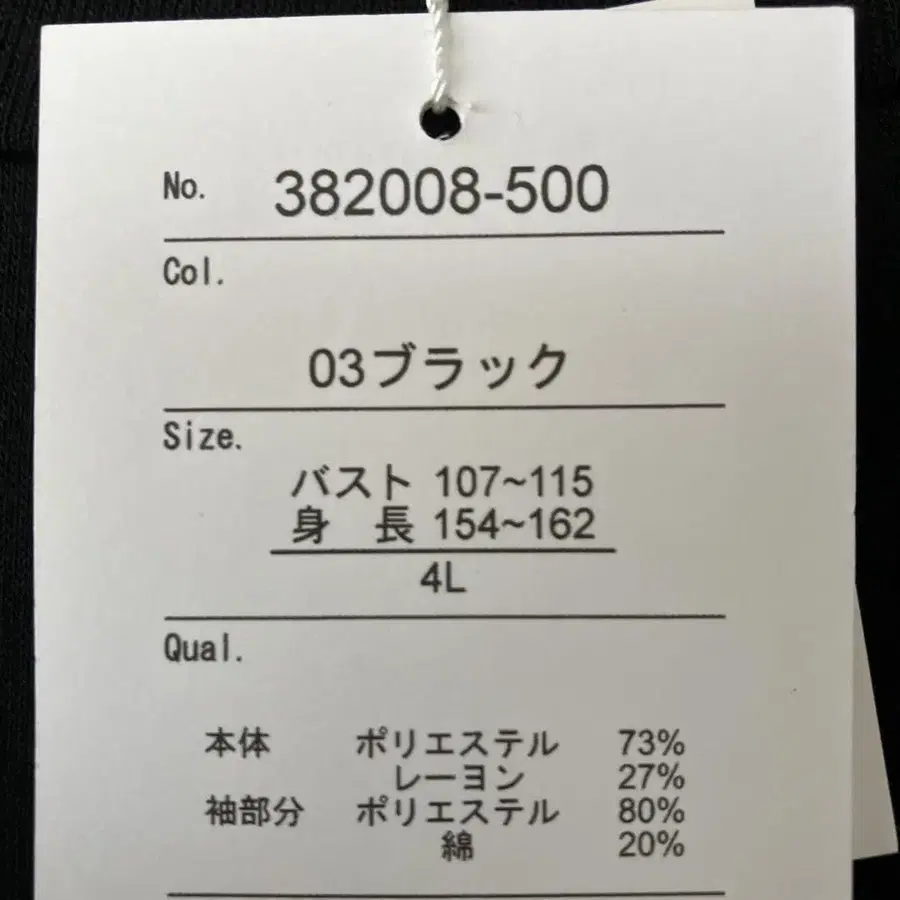 No. 382008-500
Col.
03ブラック
Size.
バスト 107~115
身 長 154~162
4L
Qual.
本体 ポリエステル 73%
レーヨン 27%
袖部分 ポリエステル 80%
綿 20%